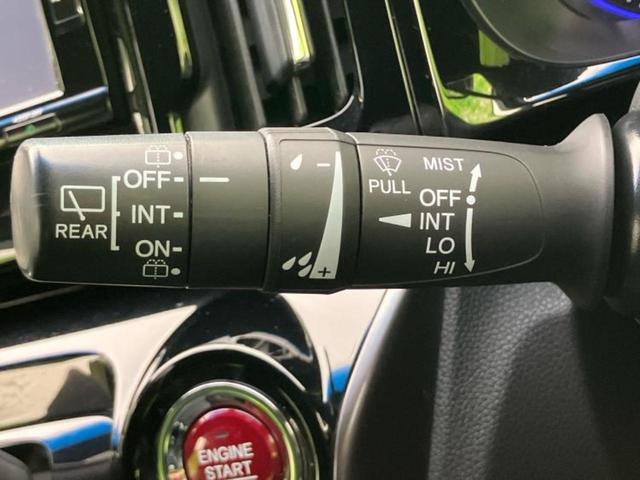 REAR
OFF
INT
ON
-
+
PULL
MIST
OFF
INT
LO
HI
ENGINE
START